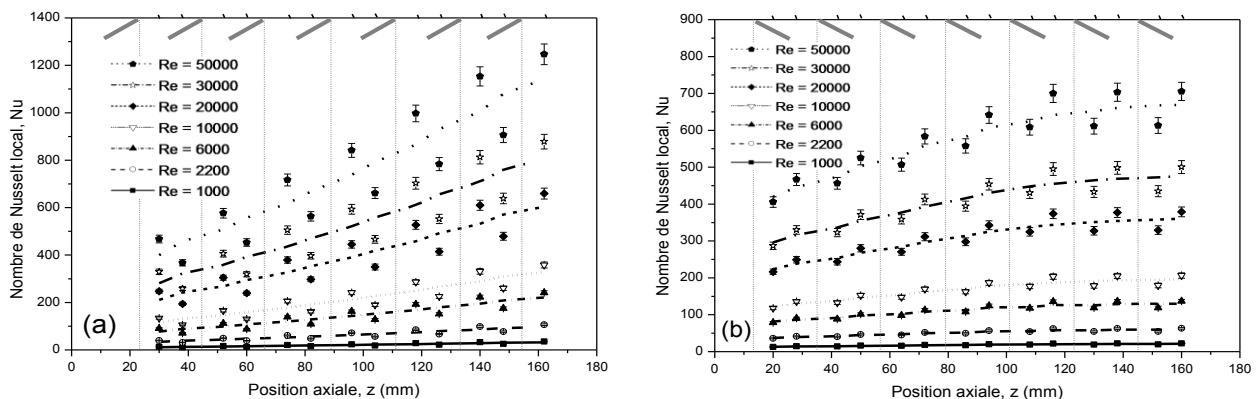 1400
1200
1000
800
600
400
200
0
Nombre de Nusselt local, Nu
Re = 50000
Re = 30000
Re = 20000
Re = 10000
Re = 6000
Re = 2200
Re = 1000
(a)
0 20 40 60 80 100 120 140 160 180
Position axiale, z (mm)
900
800
700
600
500
400
300
200
100
0
Nombre de Nusselt local, Nu
Re = 50000
Re = 30000
Re = 20000
Re = 10000
Re = 6000
Re = 2200
Re = 1000
(b)
0 20 40 60 80 100 120 140 160 180
Position axiale, z (mm)